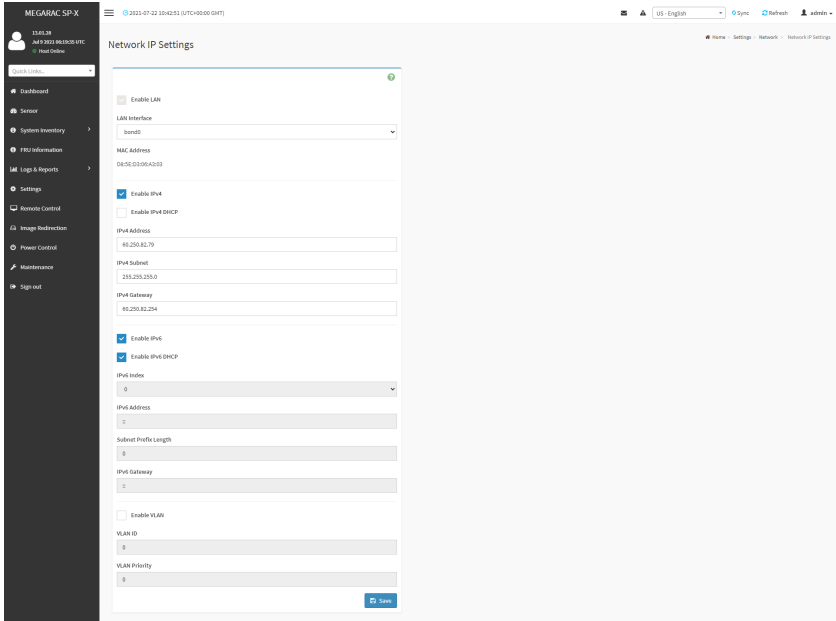 MEGARAC SP-X
2021-07-22 10:42:51 (UTC+00:00 GMT)
US - English
Sync
Refresh
admin
13.01.28
Jul 9 2021 06:19:35 UTC
Host Online
Quick Links...
Dashboard
Sensor
System Inventory
FRU Information
Logs & Reports
Settings
Remote Control
Image Redirection
Power Control
Maintenance
Sign out
Network IP Settings
Home
Settings
Network
Network IP Settings
Enable LAN
LAN Interface
bond0
MAC Address
D8:5E:D3:06:A3:03
Enable IPv4
Enable IPv4 DHCP
IPv4 Address
60.250.82.79
IPv4 Subnet
255.255.255.0
IPv4 Gateway
60.250.82.254
Enable IPv6
Enable IPv6 DHCP
IPv6 Index
0
IPv6 Address
::
Subnet Prefix Length
0
IPv6 Gateway
::
Enable VLAN
VLAN ID
0
VLAN Priority
0
Save